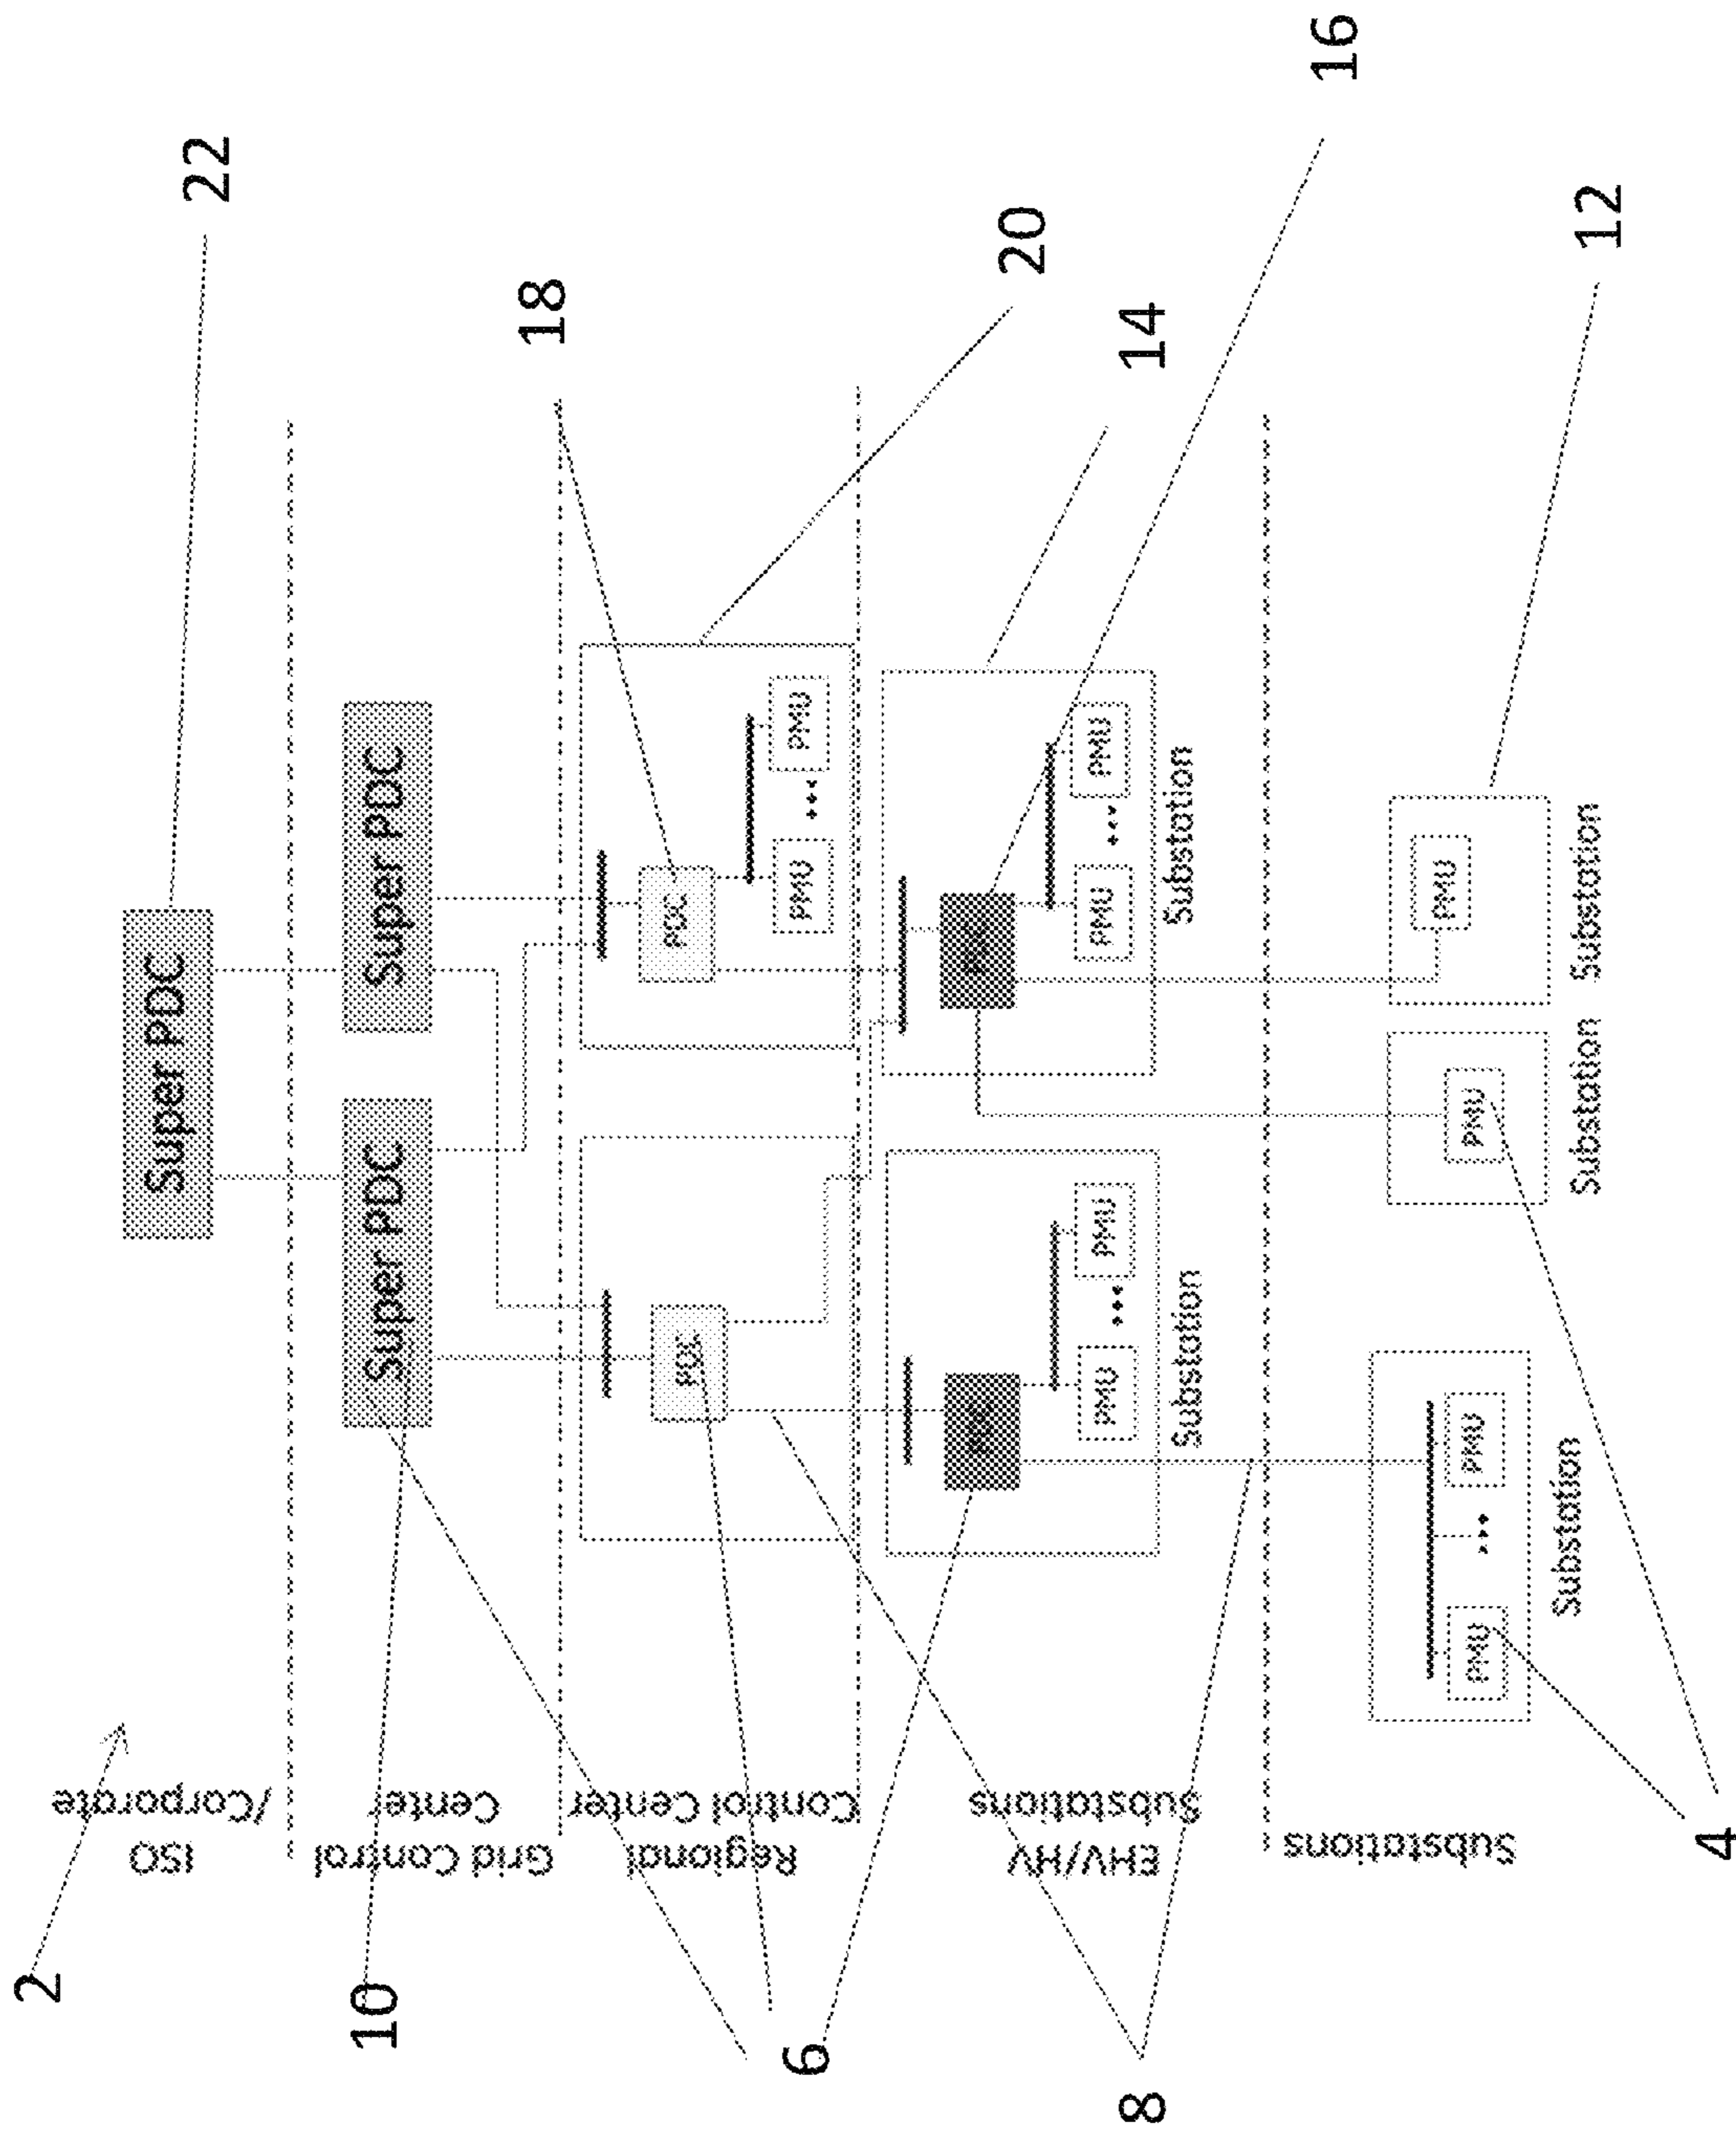 2
22
ISO
/Corporate
Super PDC
10
Grid Control
Center
Super PDC
Super PDC
18
Regional
Control Center
PDC
PDC
PMU
...
PMU
20
6
EHV/HV
Substations
PMU
...
PMU
Substation
PMU
...
PMU
Substation
14
16
8
Substations
PMU
...
PMU
Substation
PMU
Substation
PMU
Substation
12
4